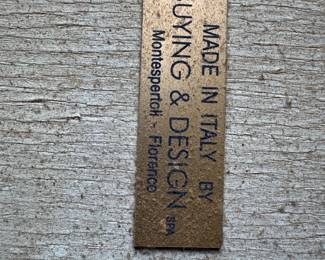 MADE IN ITALY BY
UYING & DESIGN SPA
Montespertoli - Florence